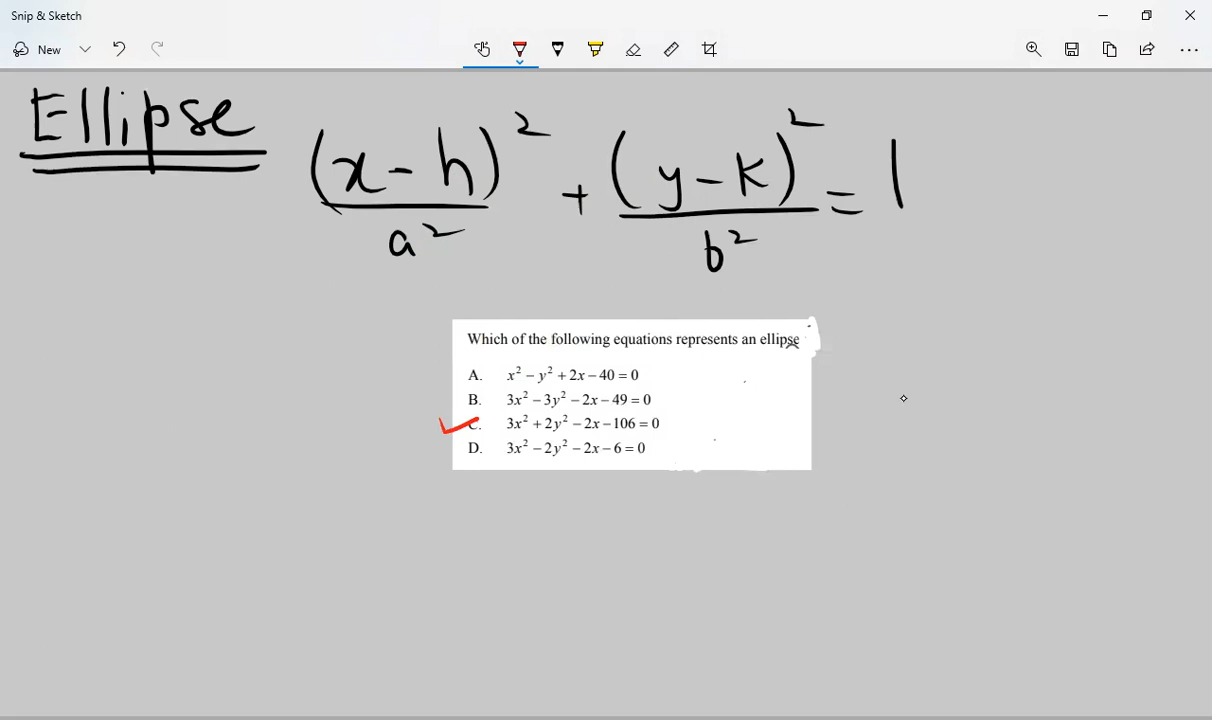 Snip & Sketch
New
Ellipse
(x - h)² / a² + (y - k)² / b² = 1
Which of the following equations represents an ellipse
A. x² − y² + 2x − 40 = 0
B. 3x² − 3y² − 2x − 49 = 0
C. 3x² + 2y² − 2x − 106 = 0
D. 3x² − 2y² − 2x − 6 = 0